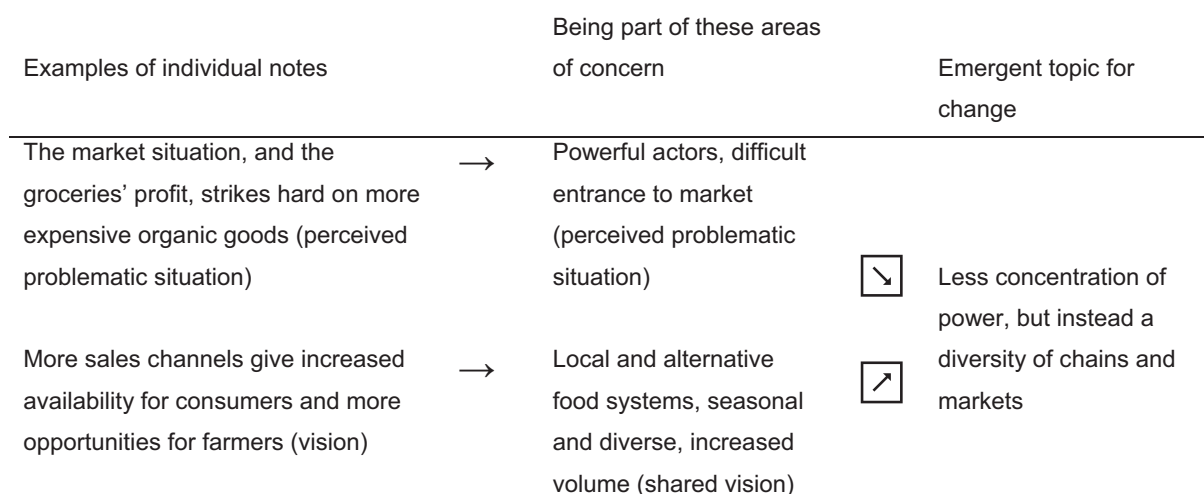 Examples of individual notes
Being part of these areas
of concern
Emergent topic for
change
The market situation, and the
groceries’ profit, strikes hard on more
expensive organic goods (perceived
problematic situation)
→
Powerful actors, difficult
entrance to market
(perceived problematic
situation)
↘
More sales channels give increased
availability for consumers and more
opportunities for farmers (vision)
→
Local and alternative
food systems, seasonal
and diverse, increased
volume (shared vision)
↗
Less concentration of
power, but instead a
diversity of chains and
markets